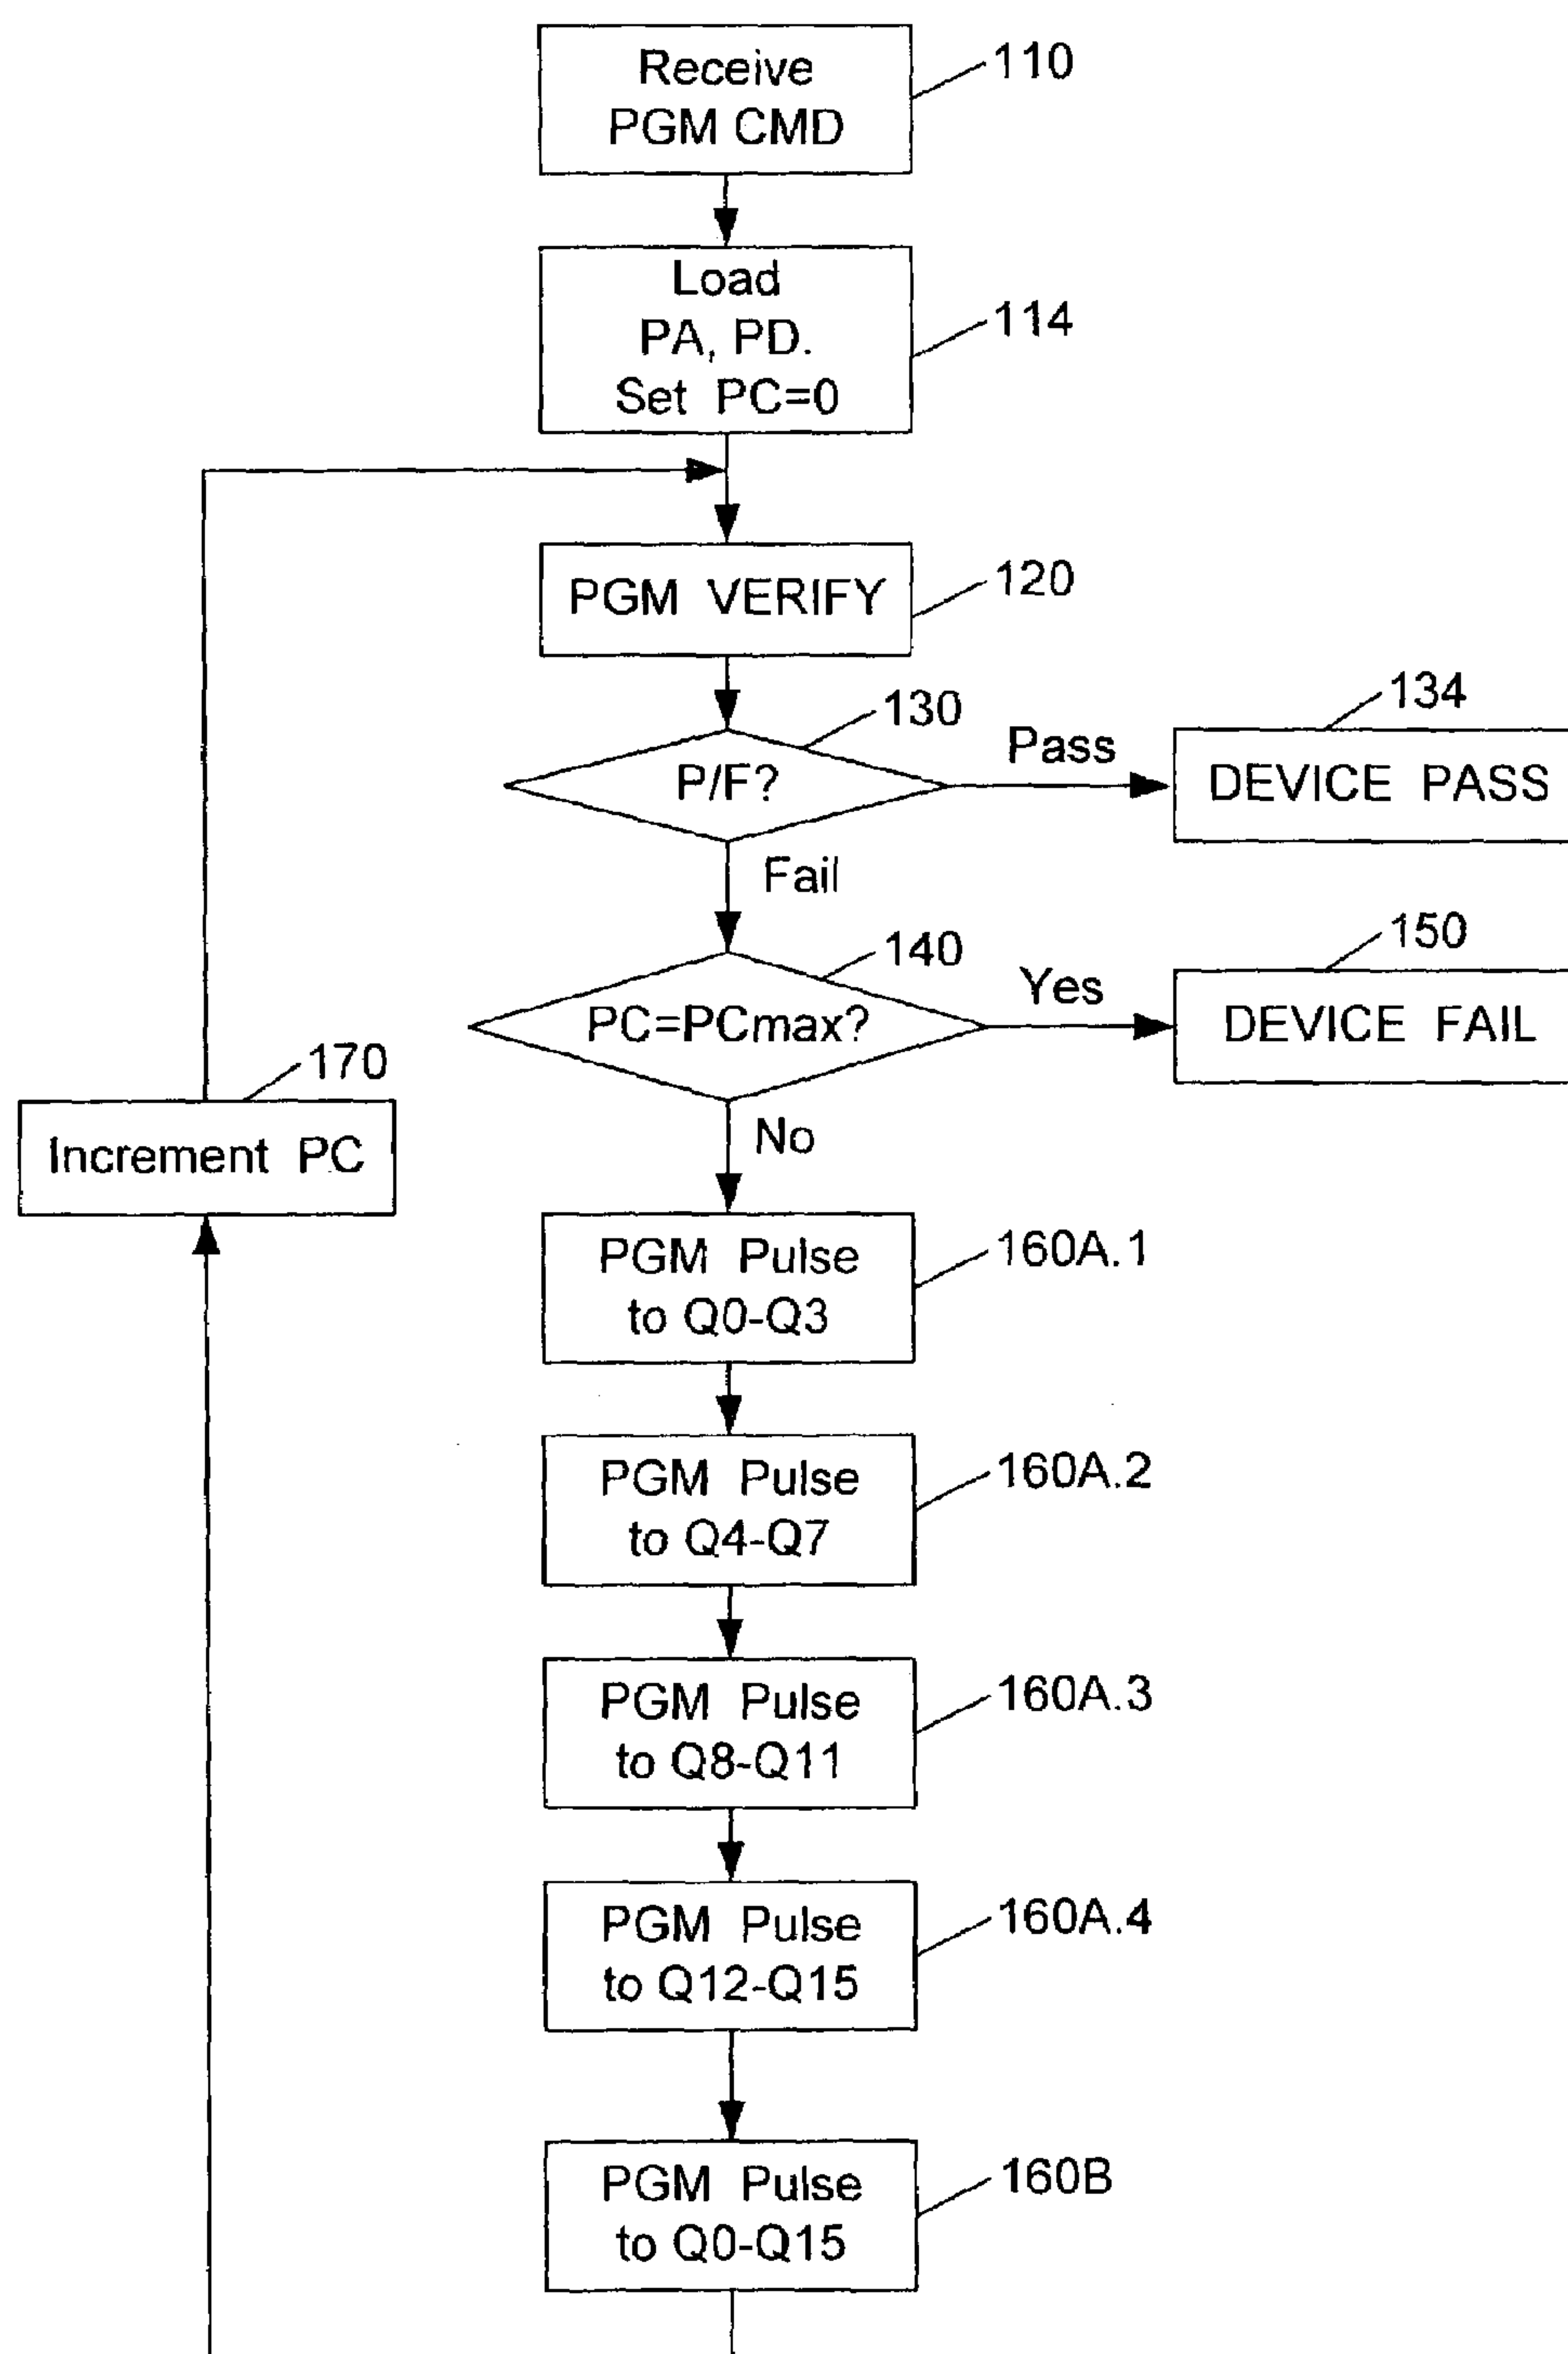 Receive
PGM CMD
110
Load
PA, PD.
Set PC=0
114
PGM VERIFY
120
130
P/F?
Pass
134
DEVICE PASS
Fail
140
PC=PCmax?
Yes
150
DEVICE FAIL
170
Increment PC
No
PGM Pulse
to Q0-Q3
160A.1
PGM Pulse
to Q4-Q7
160A.2
PGM Pulse
to Q8-Q11
160A.3
PGM Pulse
to Q12-Q15
160A.4
PGM Pulse
to Q0-Q15
160B